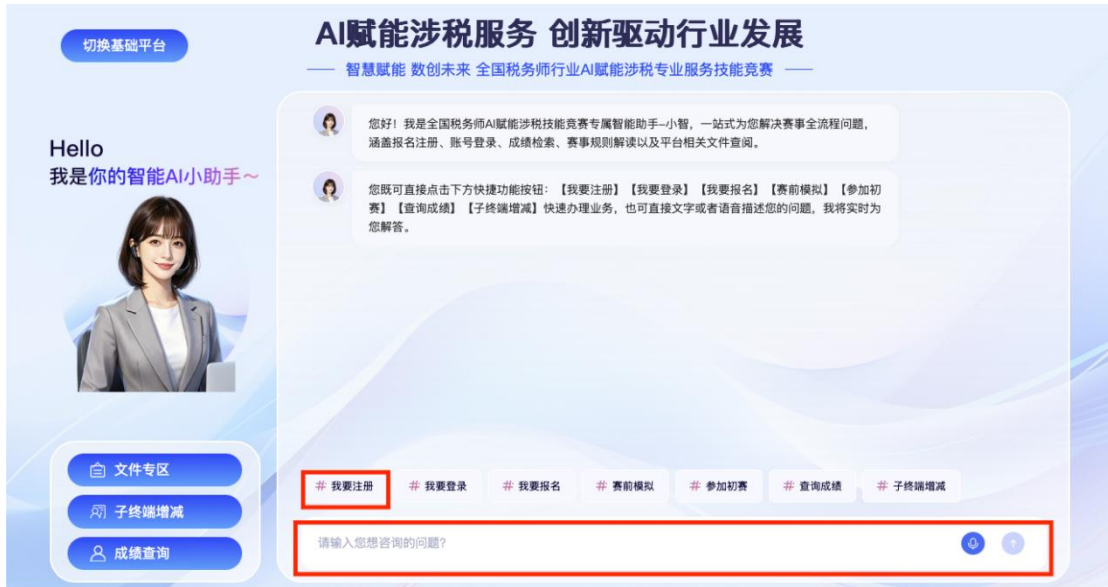 切换基础平台
AI赋能涉税服务 创新驱动行业发展
智慧赋能 数创未来 全国税务师行业AI赋能涉税专业服务技能竞赛
Hello
我是你的智能AI小助手～
您好！我是全国税务师AI赋能涉税技能竞赛专属智能助手–小智，一站式为您解决赛事全流程问题，
涵盖报名注册、账号登录、成绩检索、赛事规则解读以及平台相关文件查阅。
您既可直接点击下方快捷功能按钮：【我要注册】【我要登录】【我要报名】【赛前模拟】【参加初
赛】【查询成绩】【子终端增减】快速办理业务，也可直接文字或者语音描述您的问题，我将实时为
您解答。
文件专区
子终端增减
成绩查询
# 我要注册 # 我要登录 # 我要报名 # 赛前模拟 # 参加初赛 # 查询成绩 # 子终端增减
请输入您想咨询的问题?